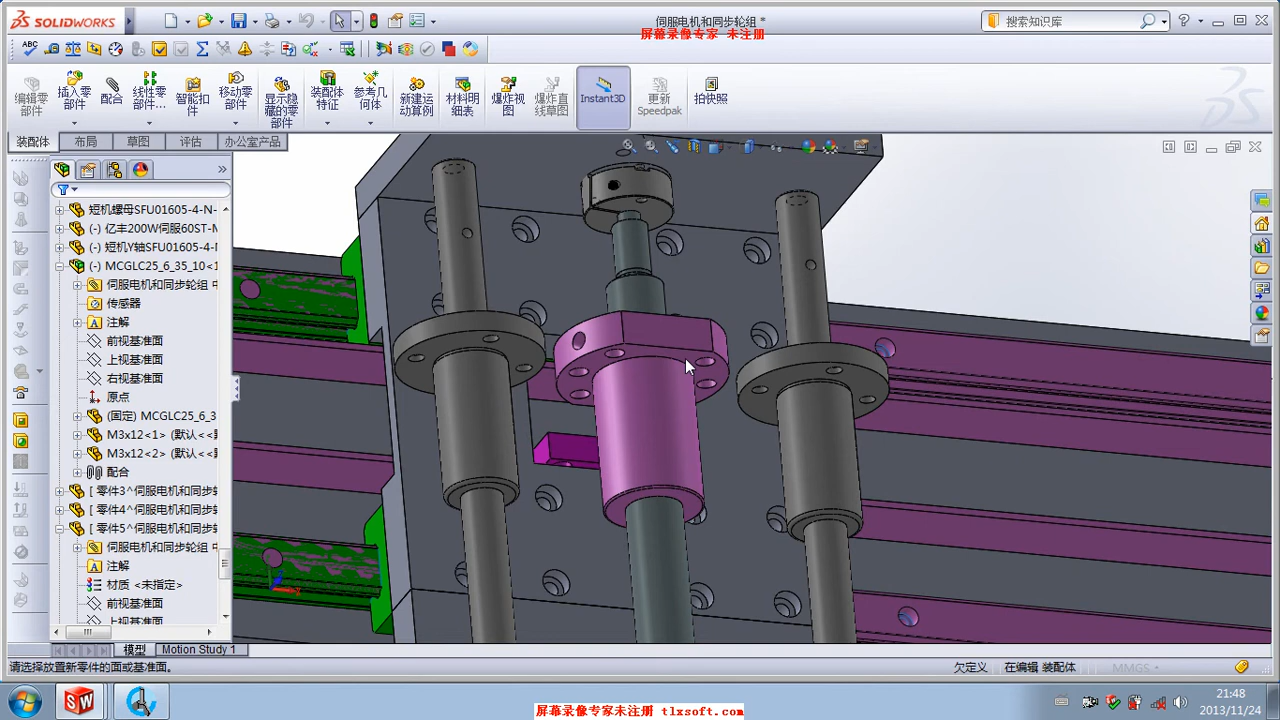 SOLIDWORKS
伺服电机和同步轮组 *
屏幕录像专家 未注册
搜索知识库
编辑零部件
插入零部件
配合
线性零部件...
智能扣件
移动零部件
显示隐藏的零部件
装配体特征
参考几何体
新建运动算例
材料明细表
爆炸视图
爆炸直线草图
Instant3D
更新 Speedpak
拍快照
装配体
布局
草图
评估
办公室产品
短机螺母SFU01605-4-N-
(-) 亿丰200W伺服60ST-M
(-) 短机Y轴SFU01605-4-N
(-) MCGLC25_6_35_10<1
伺服电机和同步轮组 中
传感器
注解
前视基准面
上视基准面
右视基准面
原点
(固定) MCGLC25_6_3
M3x12<1> (默认<<
M3x12<2> (默认<<
配合
[ 零件3^伺服电机和同步
[ 零件4^伺服电机和同步
[ 零件5^伺服电机和同步
伺服电机和同步轮组 中
注解
材质 <未指定>
前视基准面
上视基准面
模型
Motion Study 1
请选择放置新零件的面或基准面。
欠定义
在编辑 装配体
MMGS
21:48
2013/11/24
屏幕录像专家未注册 tlxsoft.com